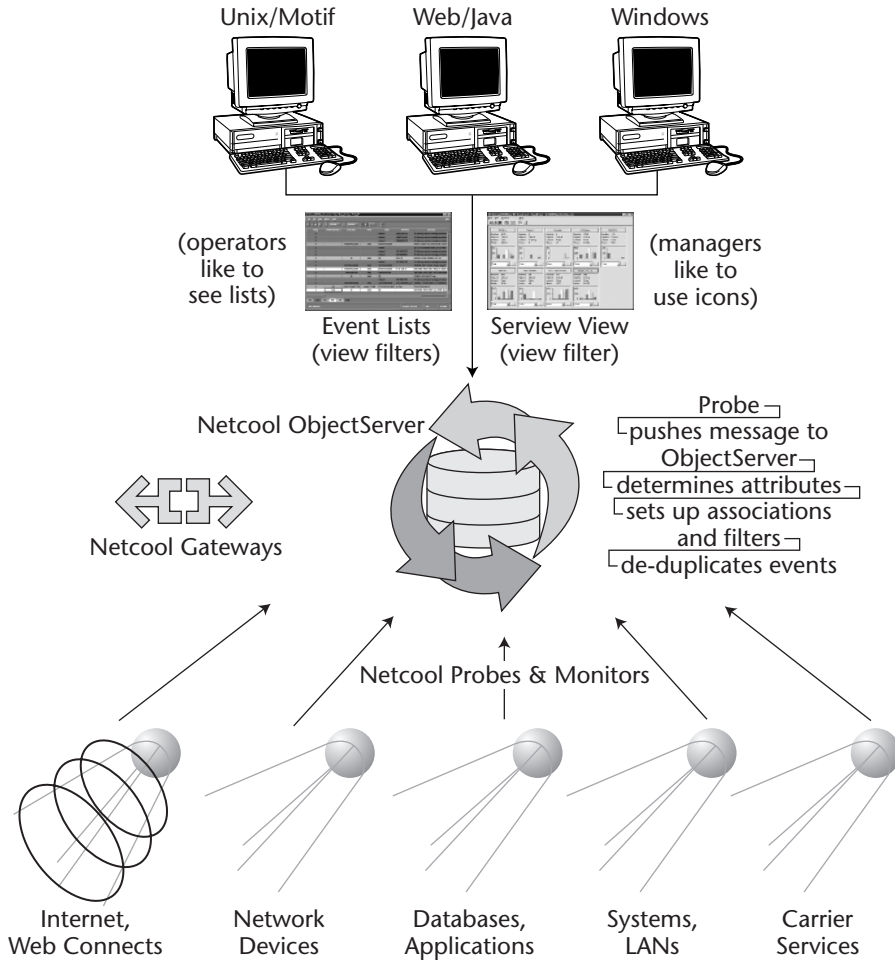 Unix/Motif
Web/Java
Windows
(operators
like to
see lists)
(managers
like to
use icons)
Event Lists
(view filters)
Serview View
(view filter)
Netcool ObjectServer
Probe
pushes message to
ObjectServer
determines attributes
sets up associations
and filters
de-duplicates events
Netcool Gateways
Netcool Probes & Monitors
Internet,
Web Connects
Network
Devices
Databases,
Applications
Systems,
LANs
Carrier
Services